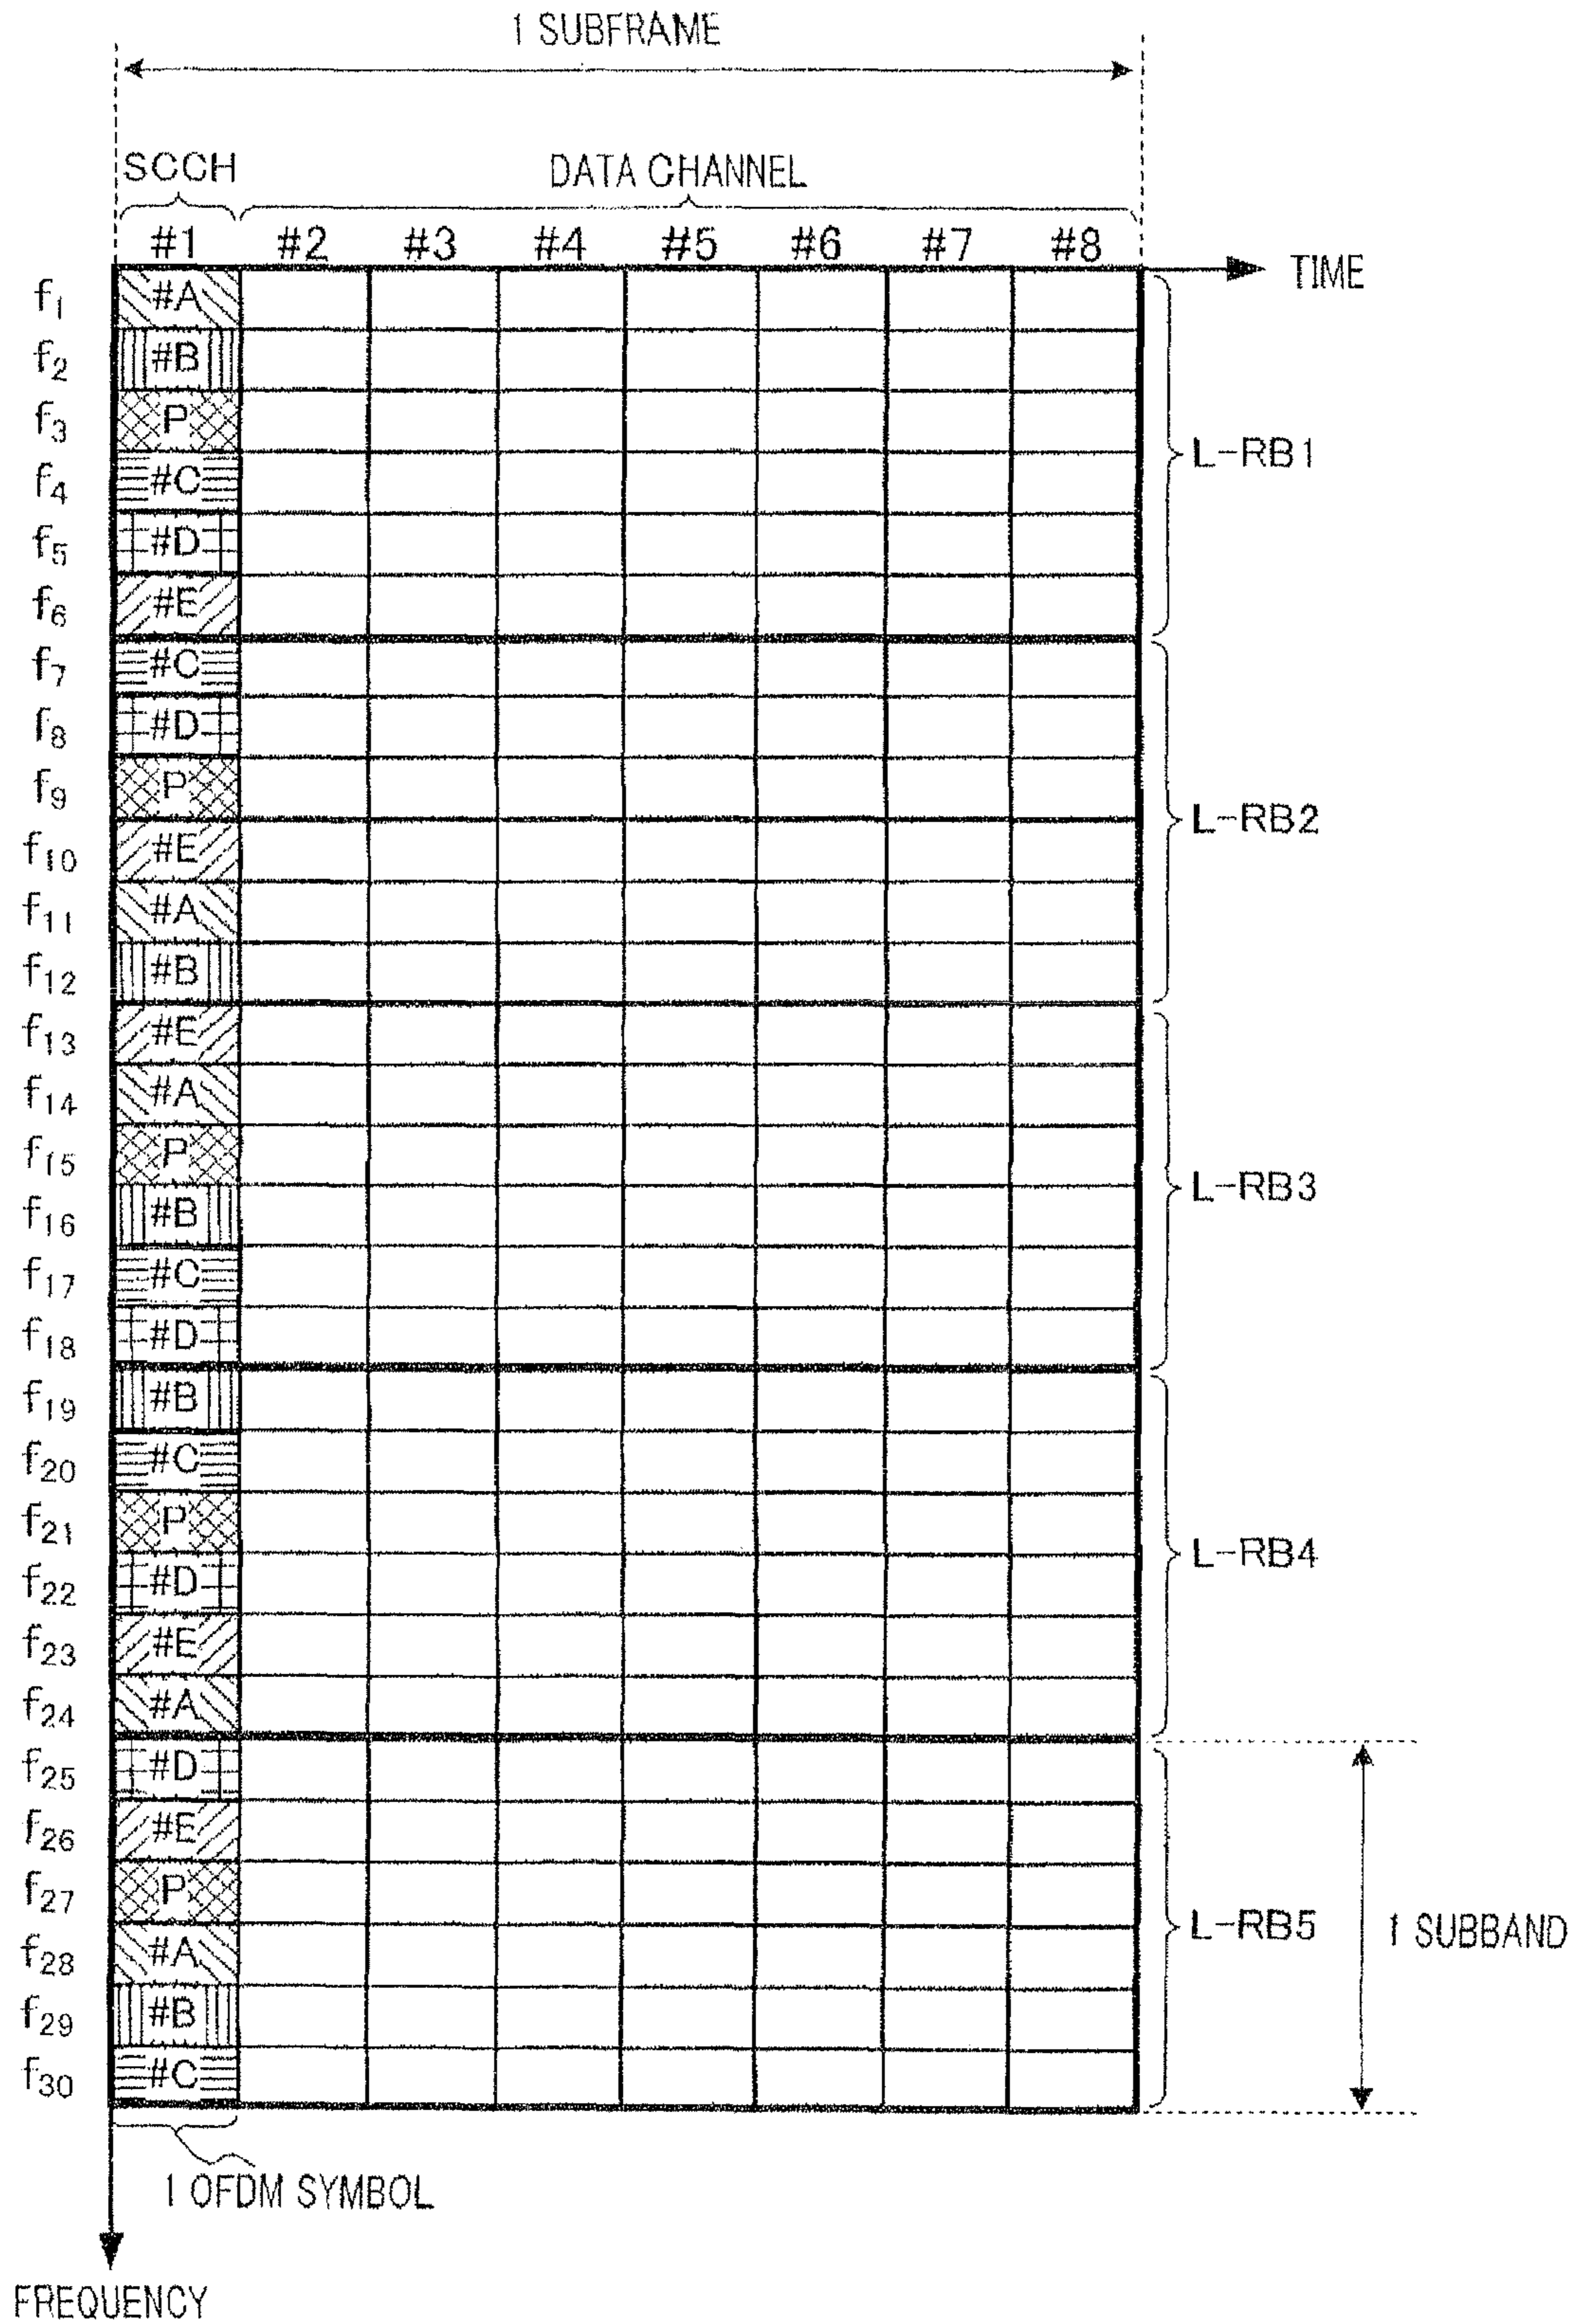 1 SUBFRAME
SCCH DATA CHANNEL
#1 #2 #3 #4 #5 #6 #7 #8
TIME
f1 #A
f2 #B
f3 P
f4 #C
L-RB1
f5 #D
f6 #E
f7 #C
f8 #D
f9 P
L-RB2
f10 #E
f11 #A
f12 #B
f13 #E
f14 #A
f15 P
L-RB3
f16 #B
f17 #C
f18 #D
f19 #B
f20 #C
f21 P
L-RB4
f22 #D
f23 #E
f24 #A
f25 #D
f26 #E
f27 P
L-RB5 1 SUBBAND
f28 #A
f29 #B
f30 #C
1 OFDM SYMBOL
FREQUENCY